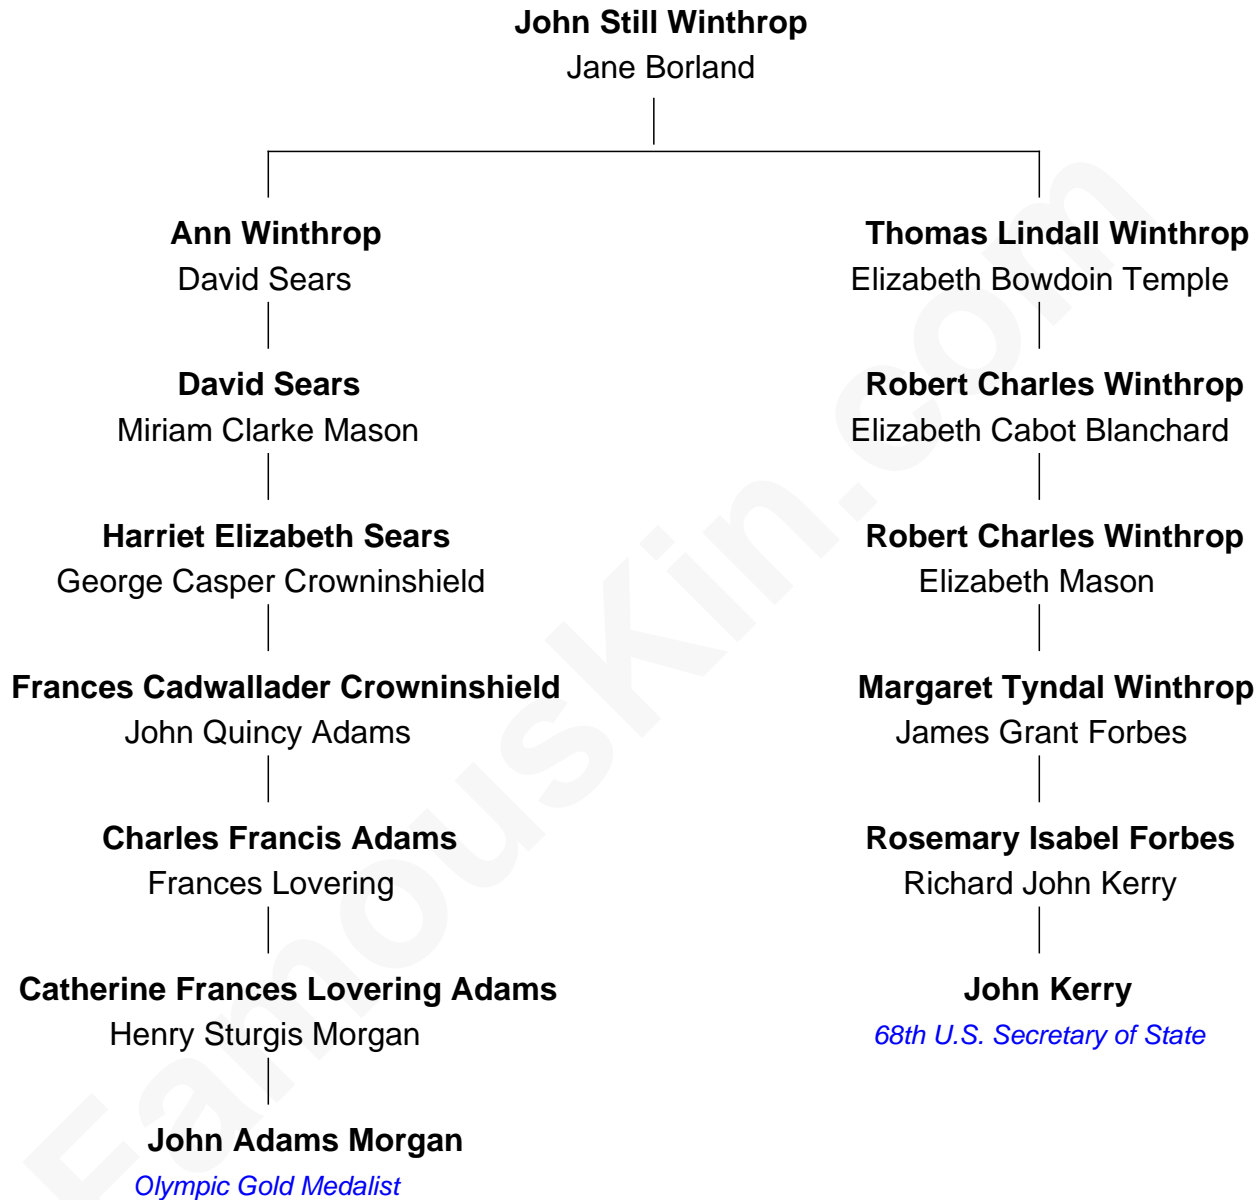 John Still Winthrop
Jane Borland
Ann Winthrop
David Sears
Thomas Lindall Winthrop
Elizabeth Bowdoin Temple
David Sears
Miriam Clarke Mason
Robert Charles Winthrop
Elizabeth Cabot Blanchard
Harriet Elizabeth Sears
George Casper Crowninshield
Robert Charles Winthrop
Elizabeth Mason
Frances Cadwallader Crowninshield
John Quincy Adams
Margaret Tyndal Winthrop
James Grant Forbes
Charles Francis Adams
Frances Lovering
Rosemary Isabel Forbes
Richard John Kerry
Catherine Frances Lovering Adams
Henry Sturgis Morgan
John Kerry
68th U.S. Secretary of State
John Adams Morgan
Olympic Gold Medalist
FamousKin.com